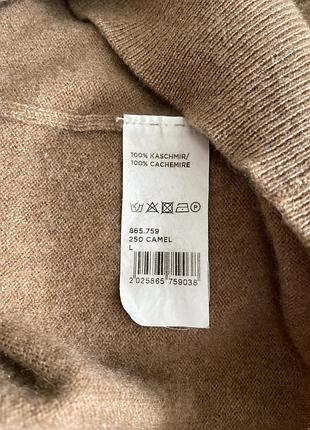 100% KASCHMIR/
100% CACHEMIRE
P
865.759
250 CAMEL
L
2 025865 759038